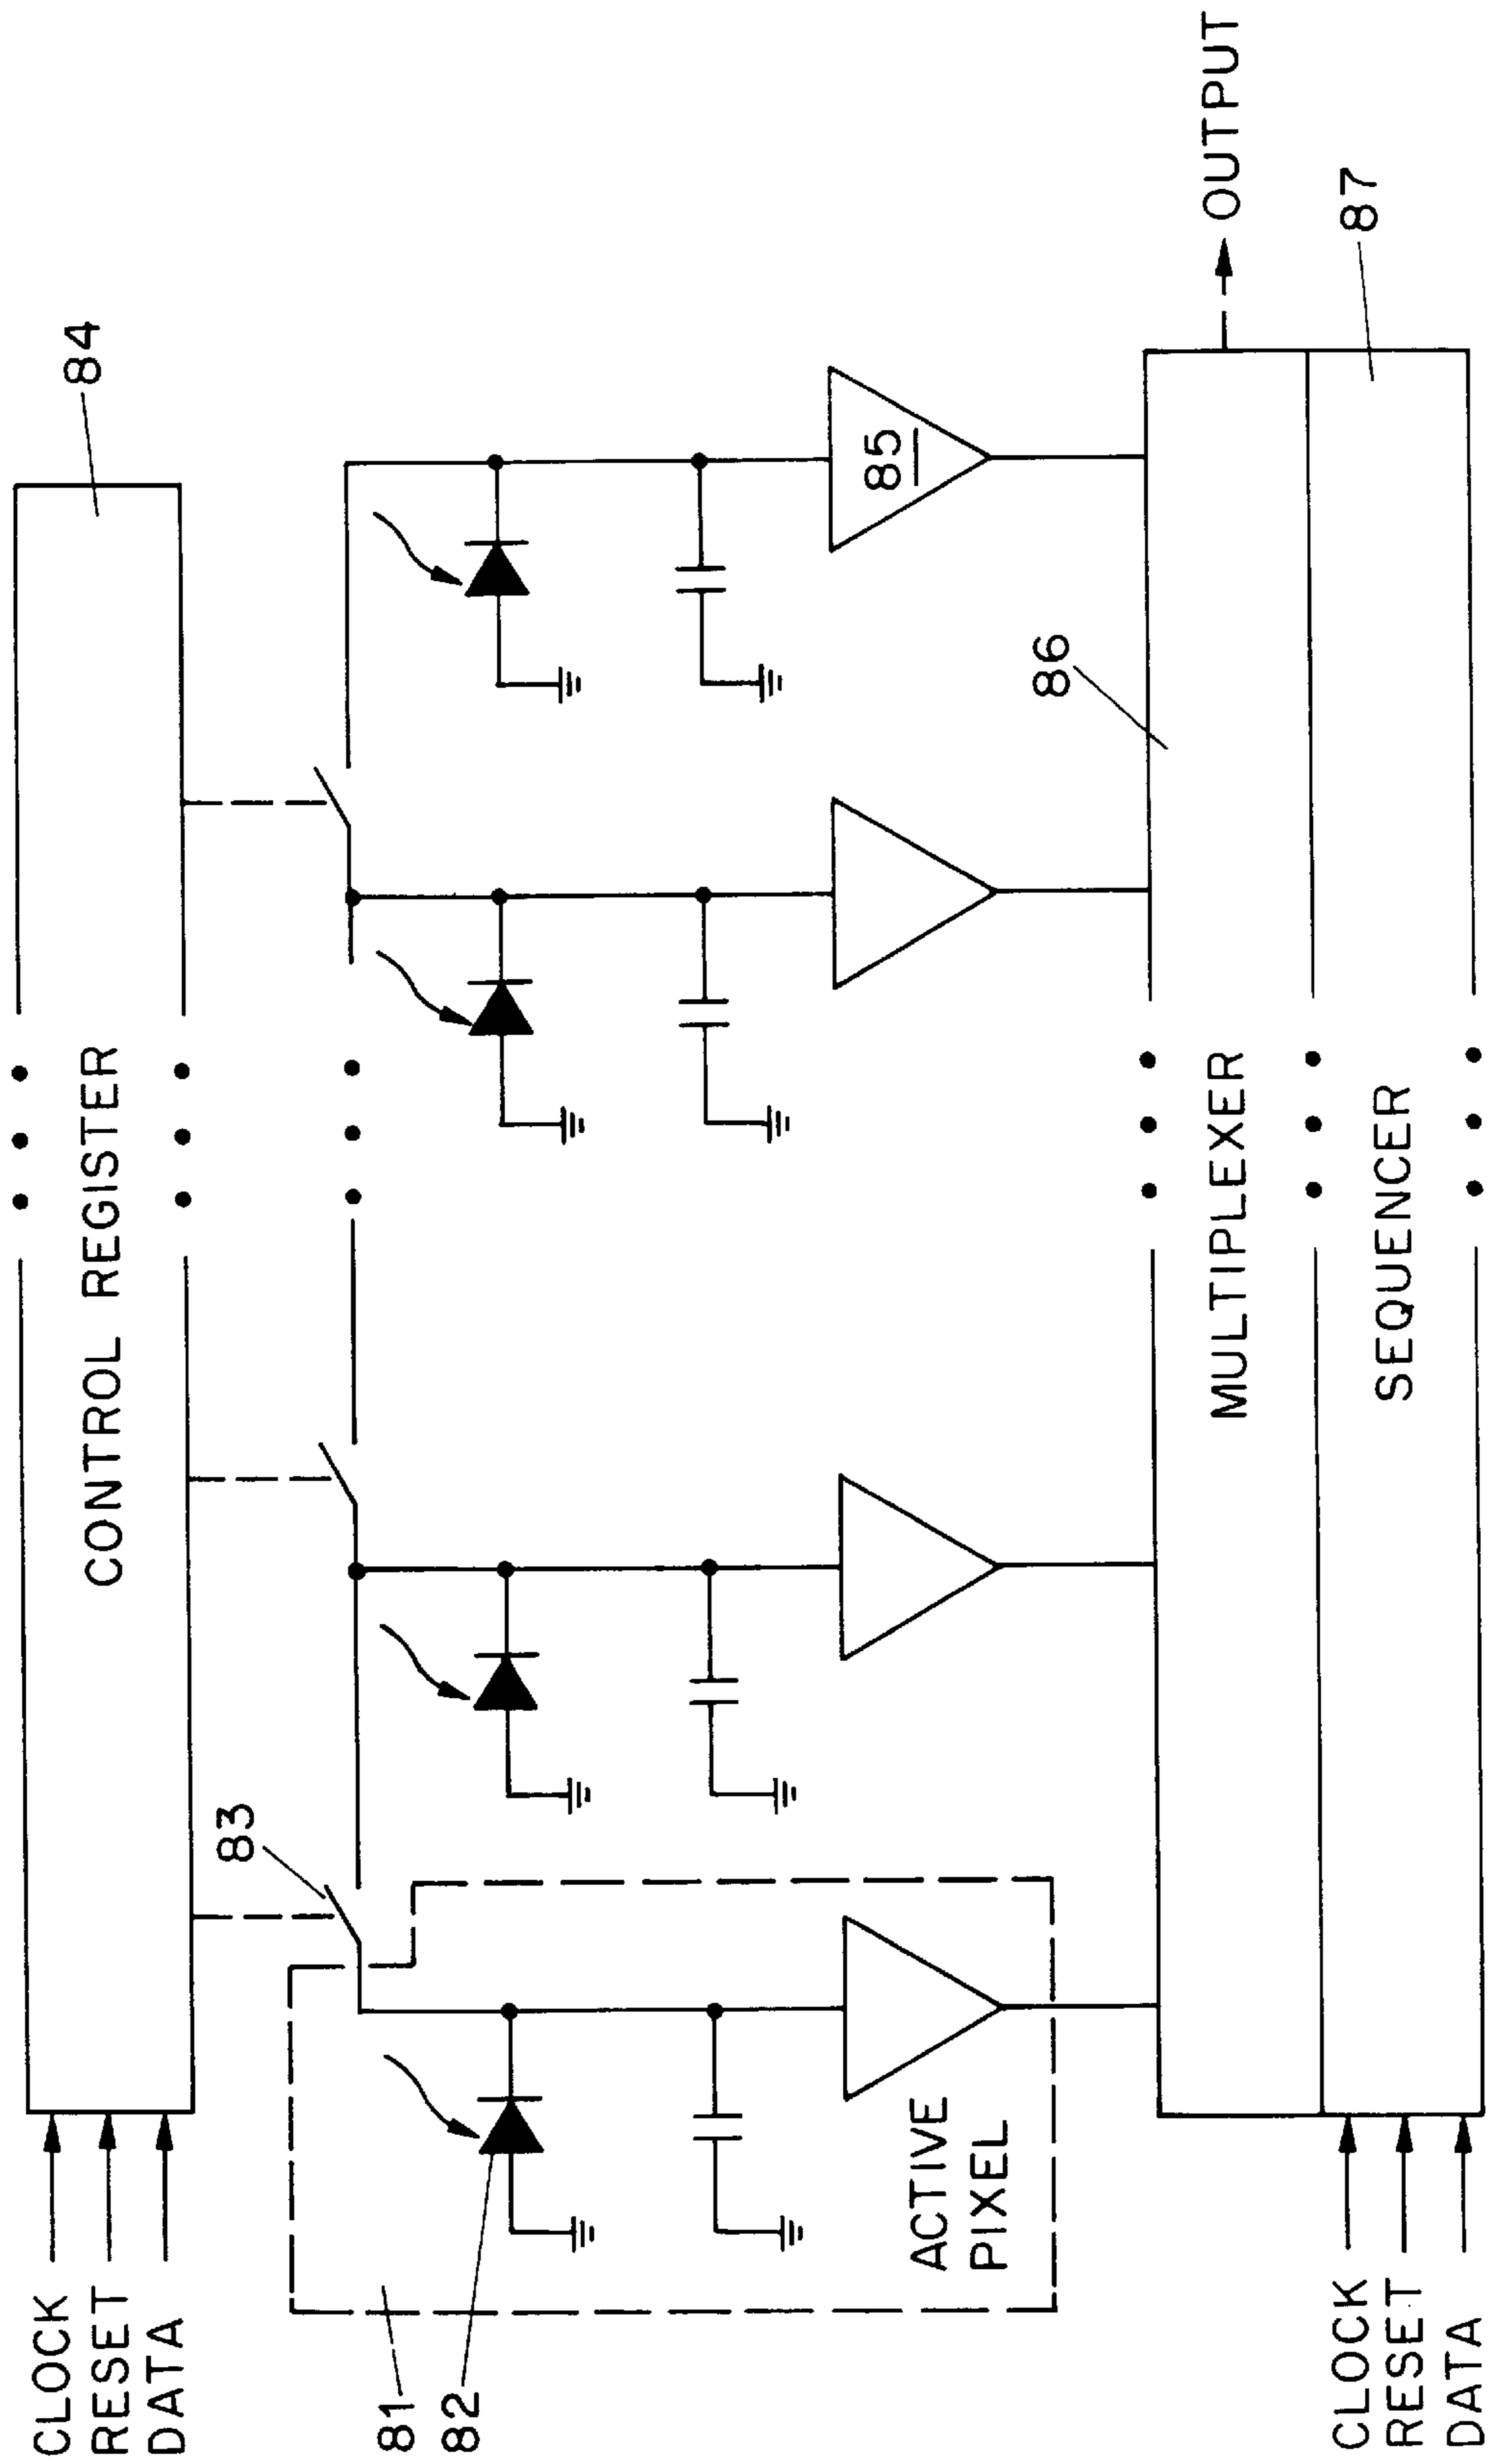 CLOCK
RESET
DATA
CONTROL REGISTER
84
83
81
82
ACTIVE
PIXEL
85
86
MULTIPLEXER
OUTPUT
CLOCK
RESET
DATA
SEQUENCER
87